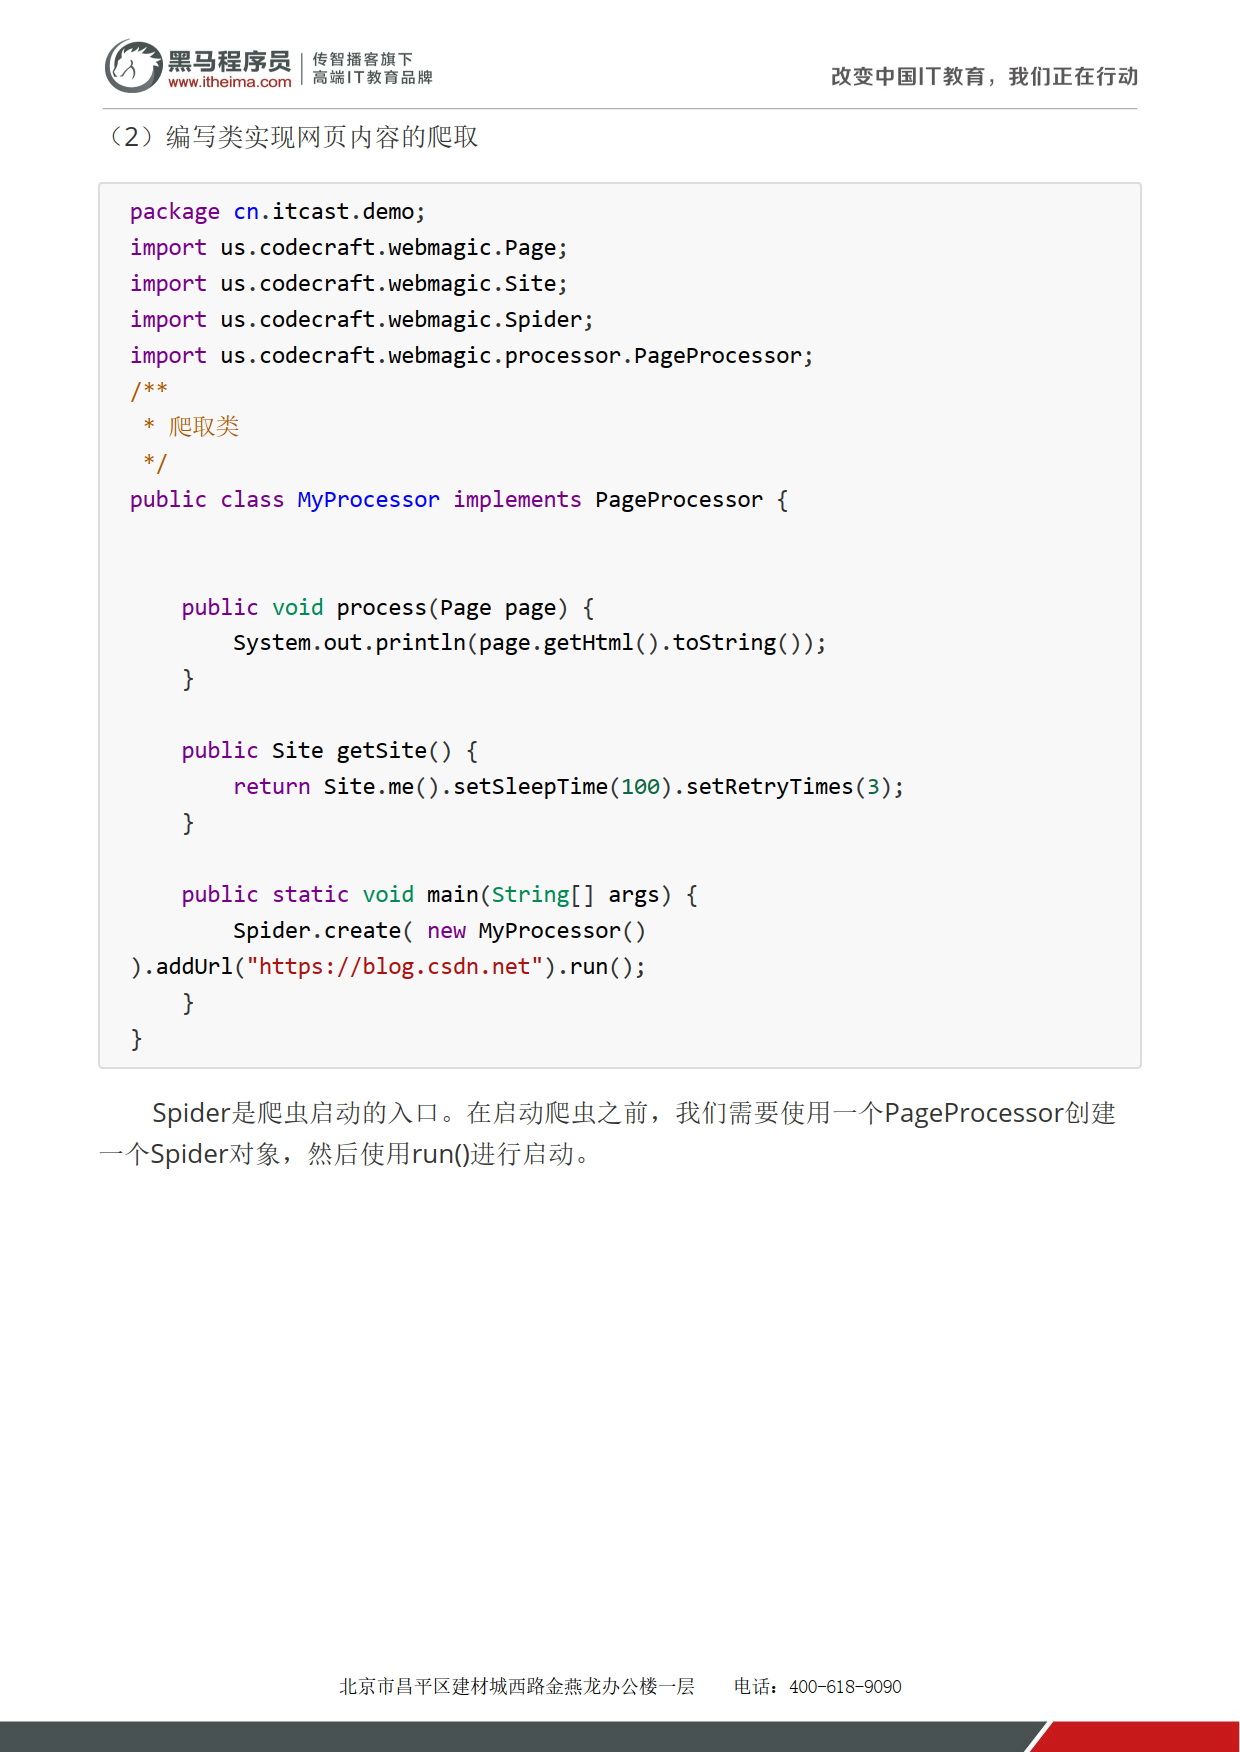 黑马程序员
www.itheima.com
传智播客旗下
高端IT教育品牌
改变中国IT教育，我们正在行动
（2）编写类实现网页内容的爬取
package cn.itcast.demo;
import us.codecraft.webmagic.Page;
import us.codecraft.webmagic.Site;
import us.codecraft.webmagic.Spider;
import us.codecraft.webmagic.processor.PageProcessor;
/**
 * 爬取类
 */
public class MyProcessor implements PageProcessor {
    public void process(Page page) {
        System.out.println(page.getHtml().toString());
    }
    public Site getSite() {
        return Site.me().setSleepTime(100).setRetryTimes(3);
    }
    public static void main(String[] args) {
        Spider.create( new MyProcessor()
).addUrl("https://blog.csdn.net").run();
    }
}
Spider是爬虫启动的入口。在启动爬虫之前，我们需要使用一个PageProcessor创建
一个Spider对象，然后使用run()进行启动。
北京市昌平区建材城西路金燕龙办公楼一层 电话：400-618-9090